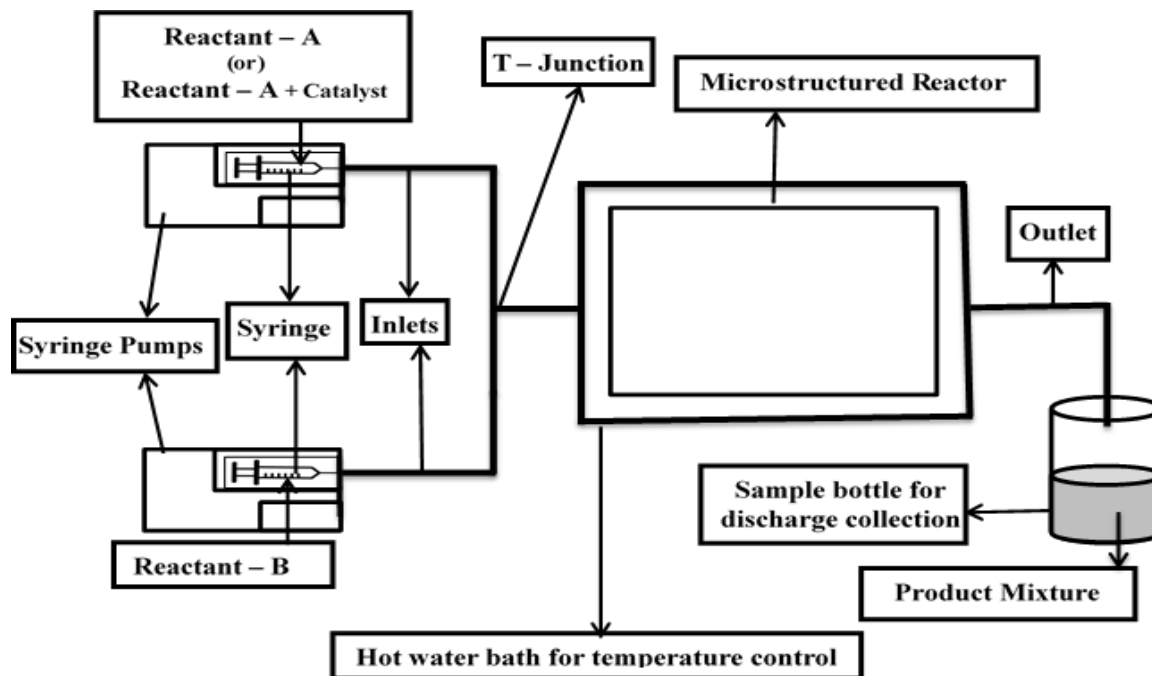 Reactant – A
(or)
Reactant – A + Catalyst
T – Junction
Microstructured Reactor
Outlet
Syringe Pumps
Syringe
Inlets
Sample bottle for
discharge collection
Reactant – B
Product Mixture
Hot water bath for temperature control